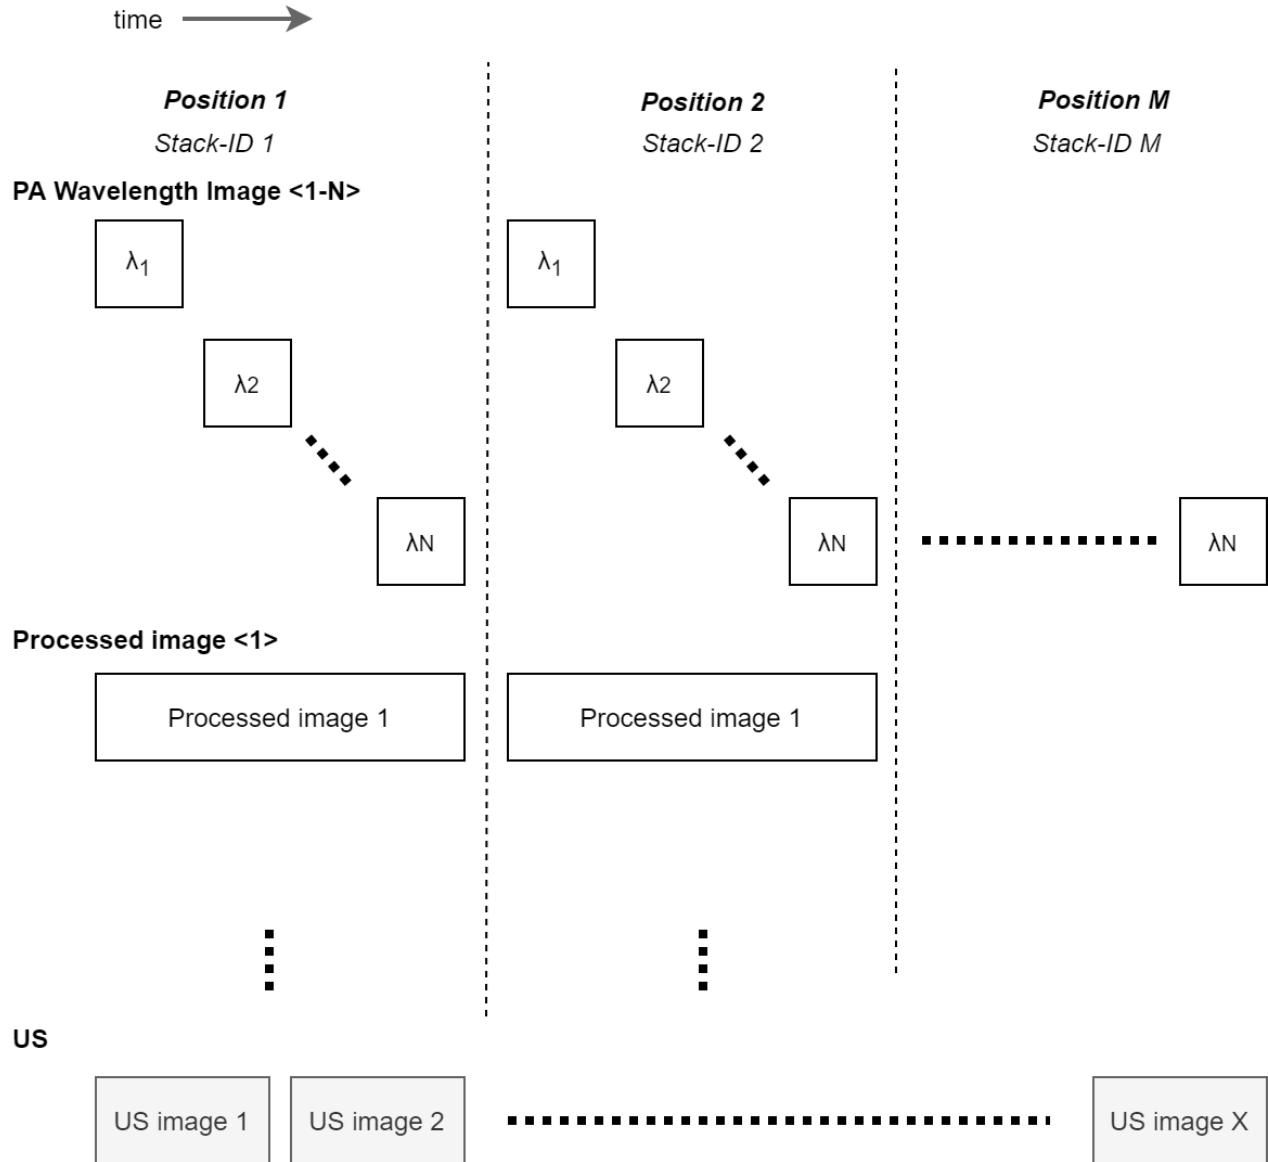 time
Position 1
Position 2
Position M
Stack-ID 1
Stack-ID 2
Stack-ID M
PA Wavelength Image <1-N>
λ₁
λ₁
λ2
λ2
λN
λN
λN
Processed image <1>
Processed image 1
Processed image 1
US
US image 1
US image 2
US image X